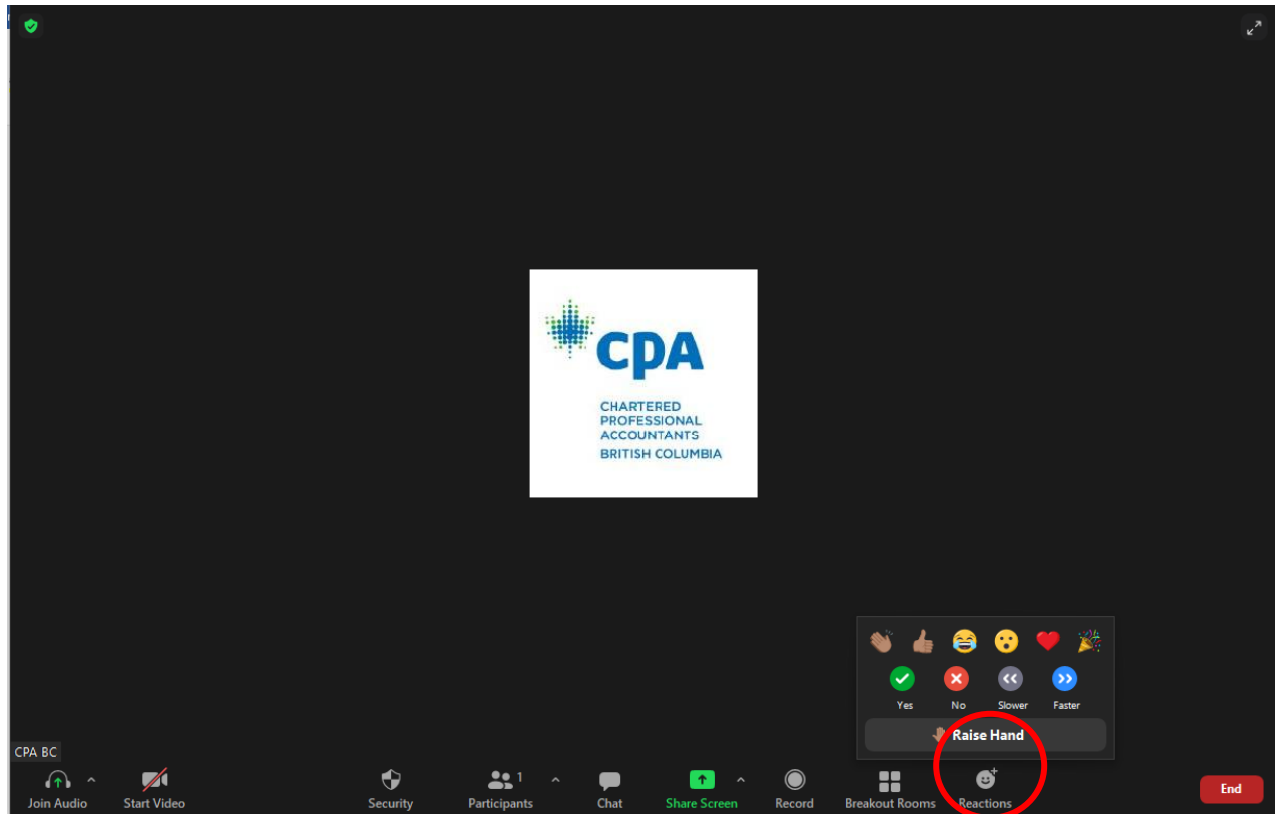 CPA
CHARTERED
PROFESSIONAL
ACCOUNTANTS
BRITISH COLUMBIA
Yes No Slower Faster
Raise Hand
CPA BC
1
Join Audio Start Video Security Participants Chat Share Screen Record Breakout Rooms Reactions End